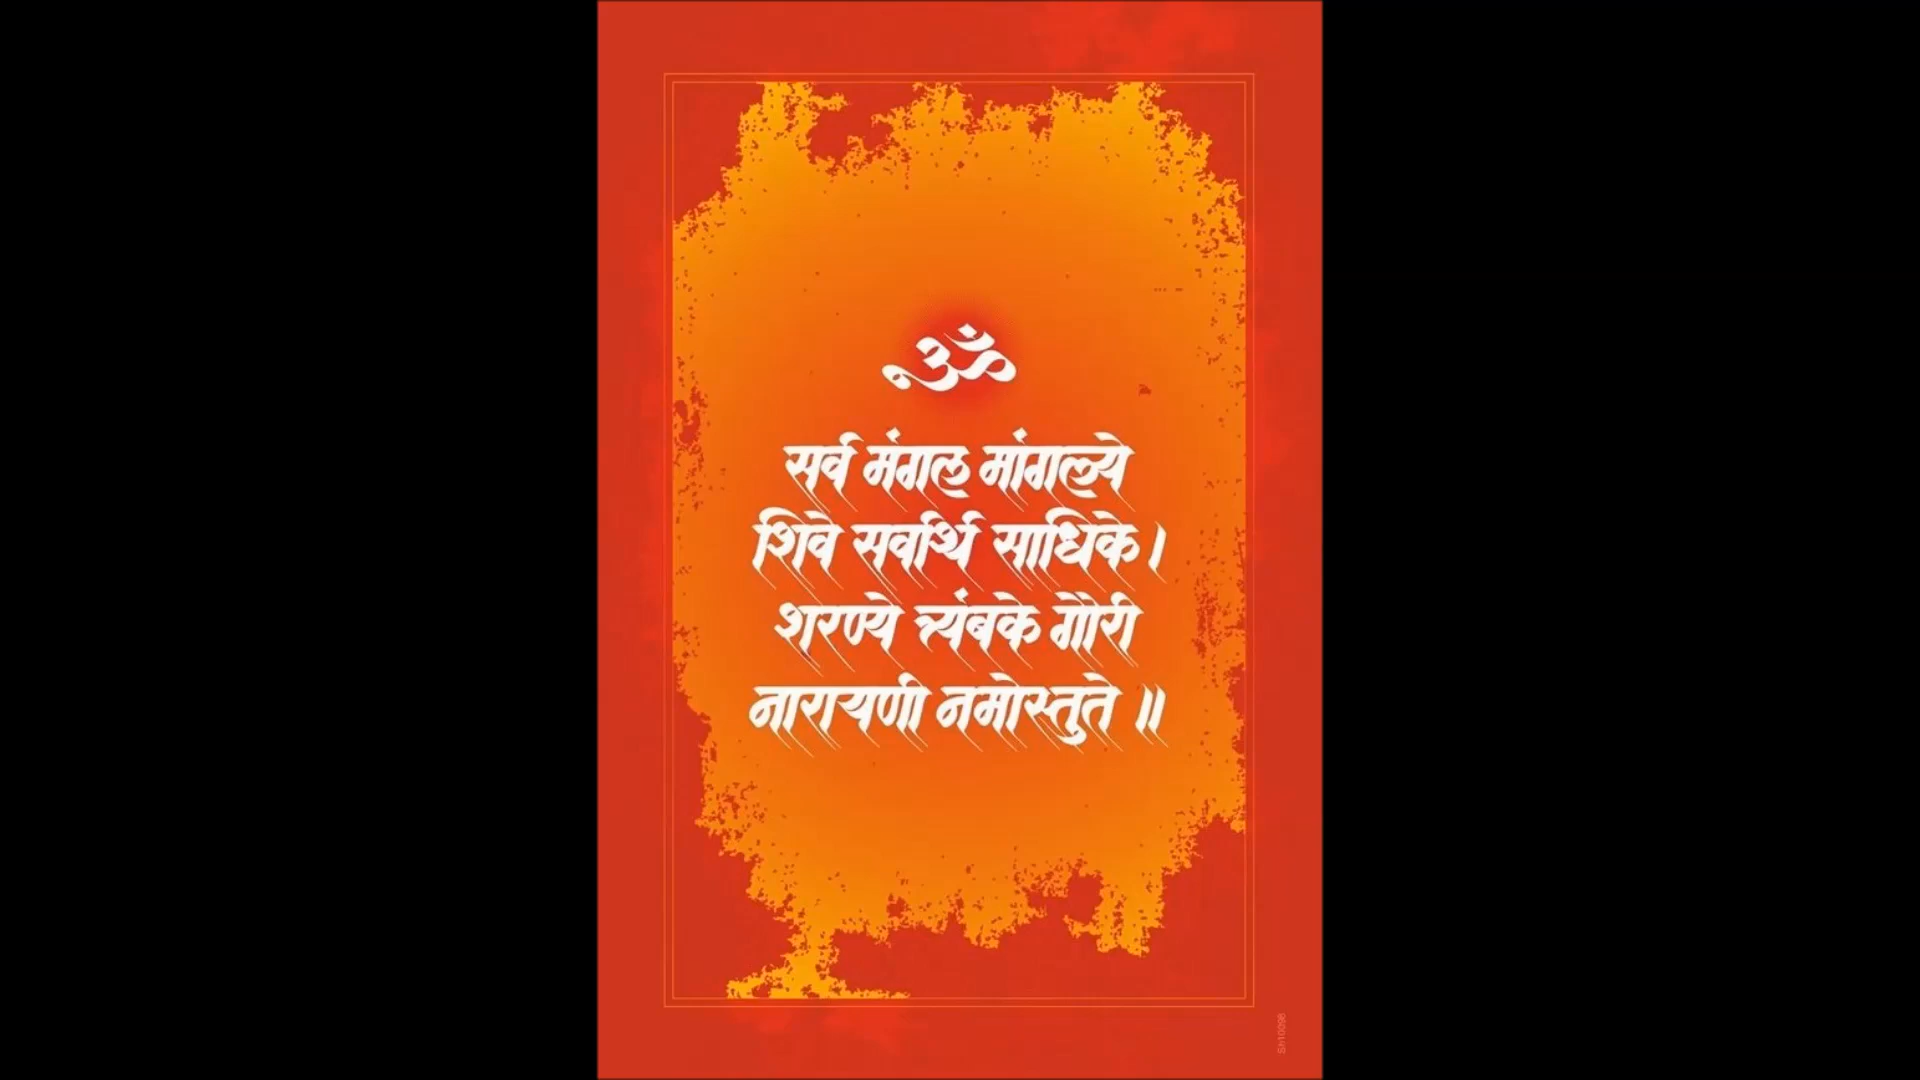 ॐ
सर्व मंगल मांगल्ये
शिवे सर्वार्थ साधिके।
शरण्ये त्र्यंबके गौरी
नारायणी नमोस्तुते ॥